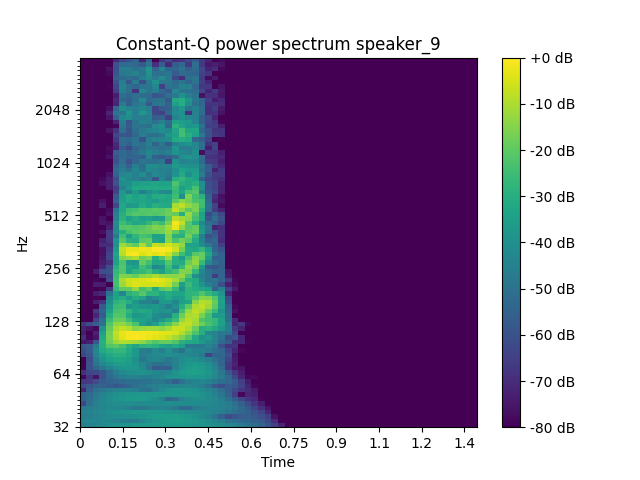 Constant-Q power spectrum speaker_9
Hz
2048
1024
512
256
128
64
32
0 0.15 0.3 0.45 0.6 0.75 0.9 1.1 1.2 1.4
Time
+0 dB
-10 dB
-20 dB
-30 dB
-40 dB
-50 dB
-60 dB
-70 dB
-80 dB